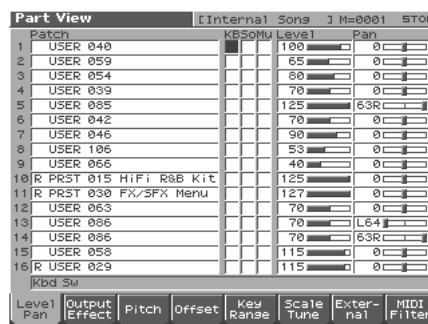 Part View [Internal Song ] M=0001 STO
Patch KBSoMu Level Pan
1 USER 040 100 0
2 USER 059 65 0
3 USER 054 80 0
4 USER 039 70 0
5 USER 085 125 63R
6 USER 042 70 0
7 USER 046 90 0
8 USER 106 53 0
9 USER 066 40 0
10 R PRST 015 HiFi R&B Kit 125 0
11 R PRST 030 FX/SFX Menu 127 0
12 USER 063 70 0
13 USER 086 70 L64
14 USER 086 70 63R
15 USER 058 115 0
16 R USER 029 115 0
Kbd Sw
Level Pan Output Effect Pitch Offset Key Range Scale Tune Exter-nal MIDI Filter